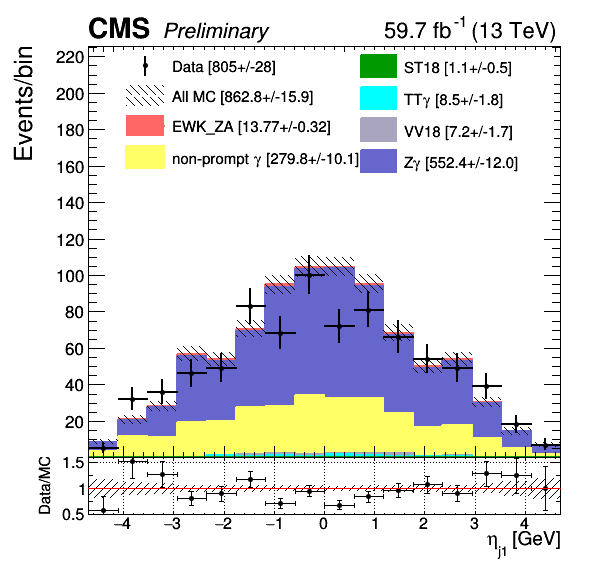 CMS Preliminary 59.7 fb⁻¹ (13 TeV)
Events/bin
Data [805+/-28]
All MC [862.8+/-15.9]
EWK_ZA [13.77+/-0.32]
non-prompt γ [279.8+/-10.1]
ST18 [1.1+/-0.5]
TTγ [8.5+/-1.8]
VV18 [7.2+/-1.7]
Zγ [552.4+/-12.0]
220
200
180
160
140
120
100
80
60
40
20
Data/MC
1.5
1
0.5
−4 −3 −2 −1 0 1 2 3 4
η_j1 [GeV]